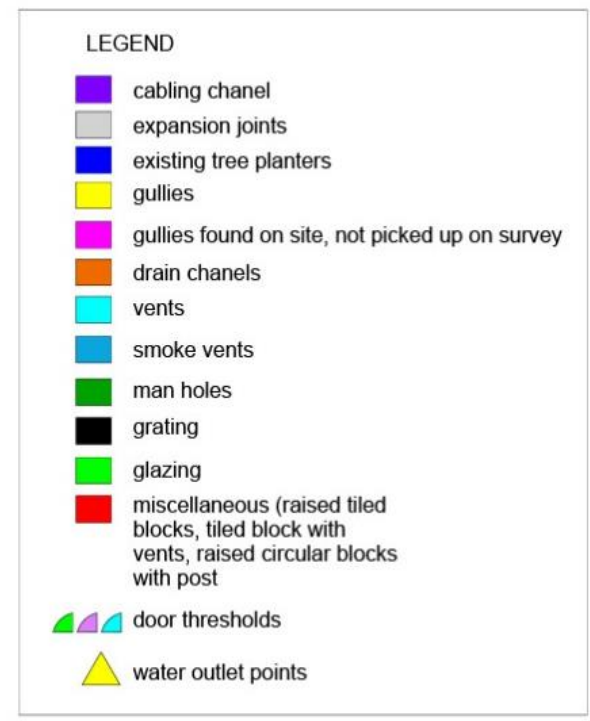 LEGEND
cabling chanel
expansion joints
existing tree planters
gullies
gullies found on site, not picked up on survey
drain chanels
vents
smoke vents
man holes
grating
glazing
miscellaneous (raised tiled
blocks, tiled block with
vents, raised circular blocks
with post
door thresholds
water outlet points